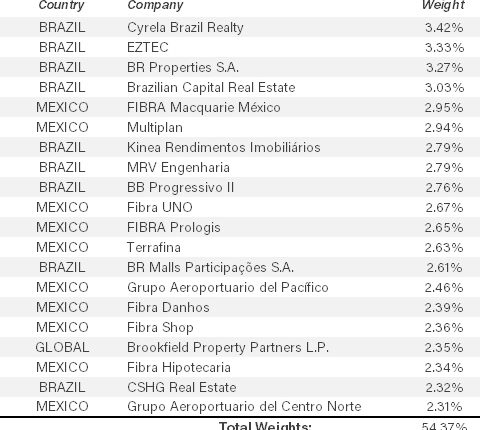 Country Company Weight
BRAZIL Cyrela Brazil Realty 3.42%
BRAZIL EZTEC 3.33%
BRAZIL BR Properties S.A. 3.27%
BRAZIL Brazilian Capital Real Estate 3.03%
MEXICO FIBRA Macquarie México 2.95%
MEXICO Multiplan 2.94%
BRAZIL Kinea Rendimentos Imobiliários 2.79%
BRAZIL MRV Engenharia 2.79%
BRAZIL BB Progressivo II 2.76%
MEXICO Fibra UNO 2.67%
MEXICO FIBRA Prologis 2.65%
MEXICO Terrafina 2.63%
BRAZIL BR Malls Participações S.A. 2.61%
MEXICO Grupo Aeroportuario del Pacífico 2.46%
MEXICO Fibra Danhos 2.39%
MEXICO Fibra Shop 2.36%
GLOBAL Brookfield Property Partners L.P. 2.35%
MEXICO Fibra Hipotecaria 2.34%
BRAZIL CSHG Real Estate 2.32%
MEXICO Grupo Aeroportuario del Centro Norte 2.31%
Total Weights: 54.37%